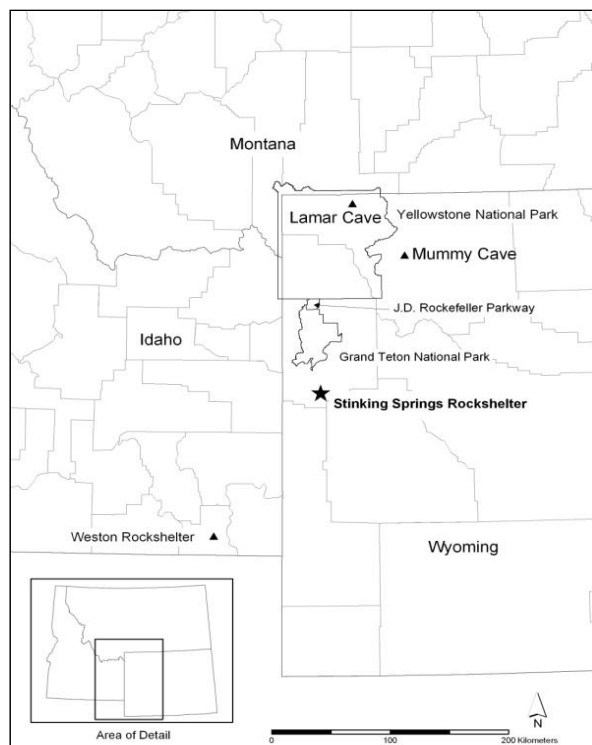 Montana
Lamar Cave
Yellowstone National Park
Mummy Cave
J.D. Rockefeller Parkway
Idaho
Grand Teton National Park
Stinking Springs Rockshelter
Weston Rockshelter
Wyoming
Area of Detail
N
0 100 200 Kilometers